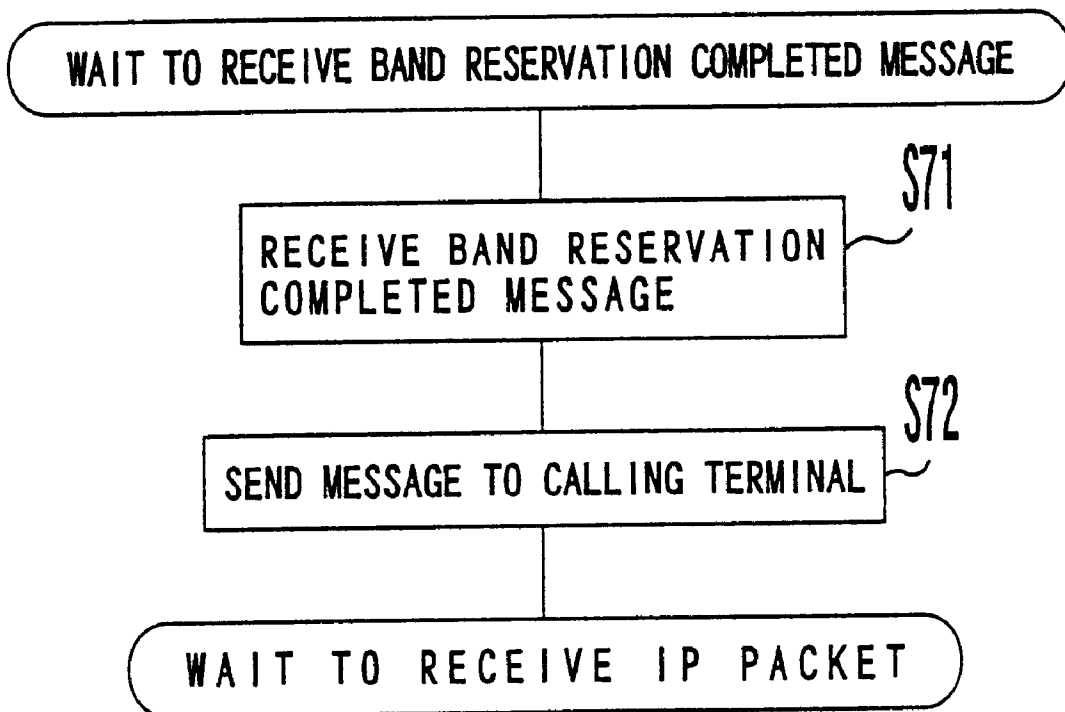 WAIT TO RECEIVE BAND RESERVATION COMPLETED MESSAGE
S71
RECEIVE BAND RESERVATION
COMPLETED MESSAGE
S72
SEND MESSAGE TO CALLING TERMINAL
WAIT TO RECEIVE IP PACKET